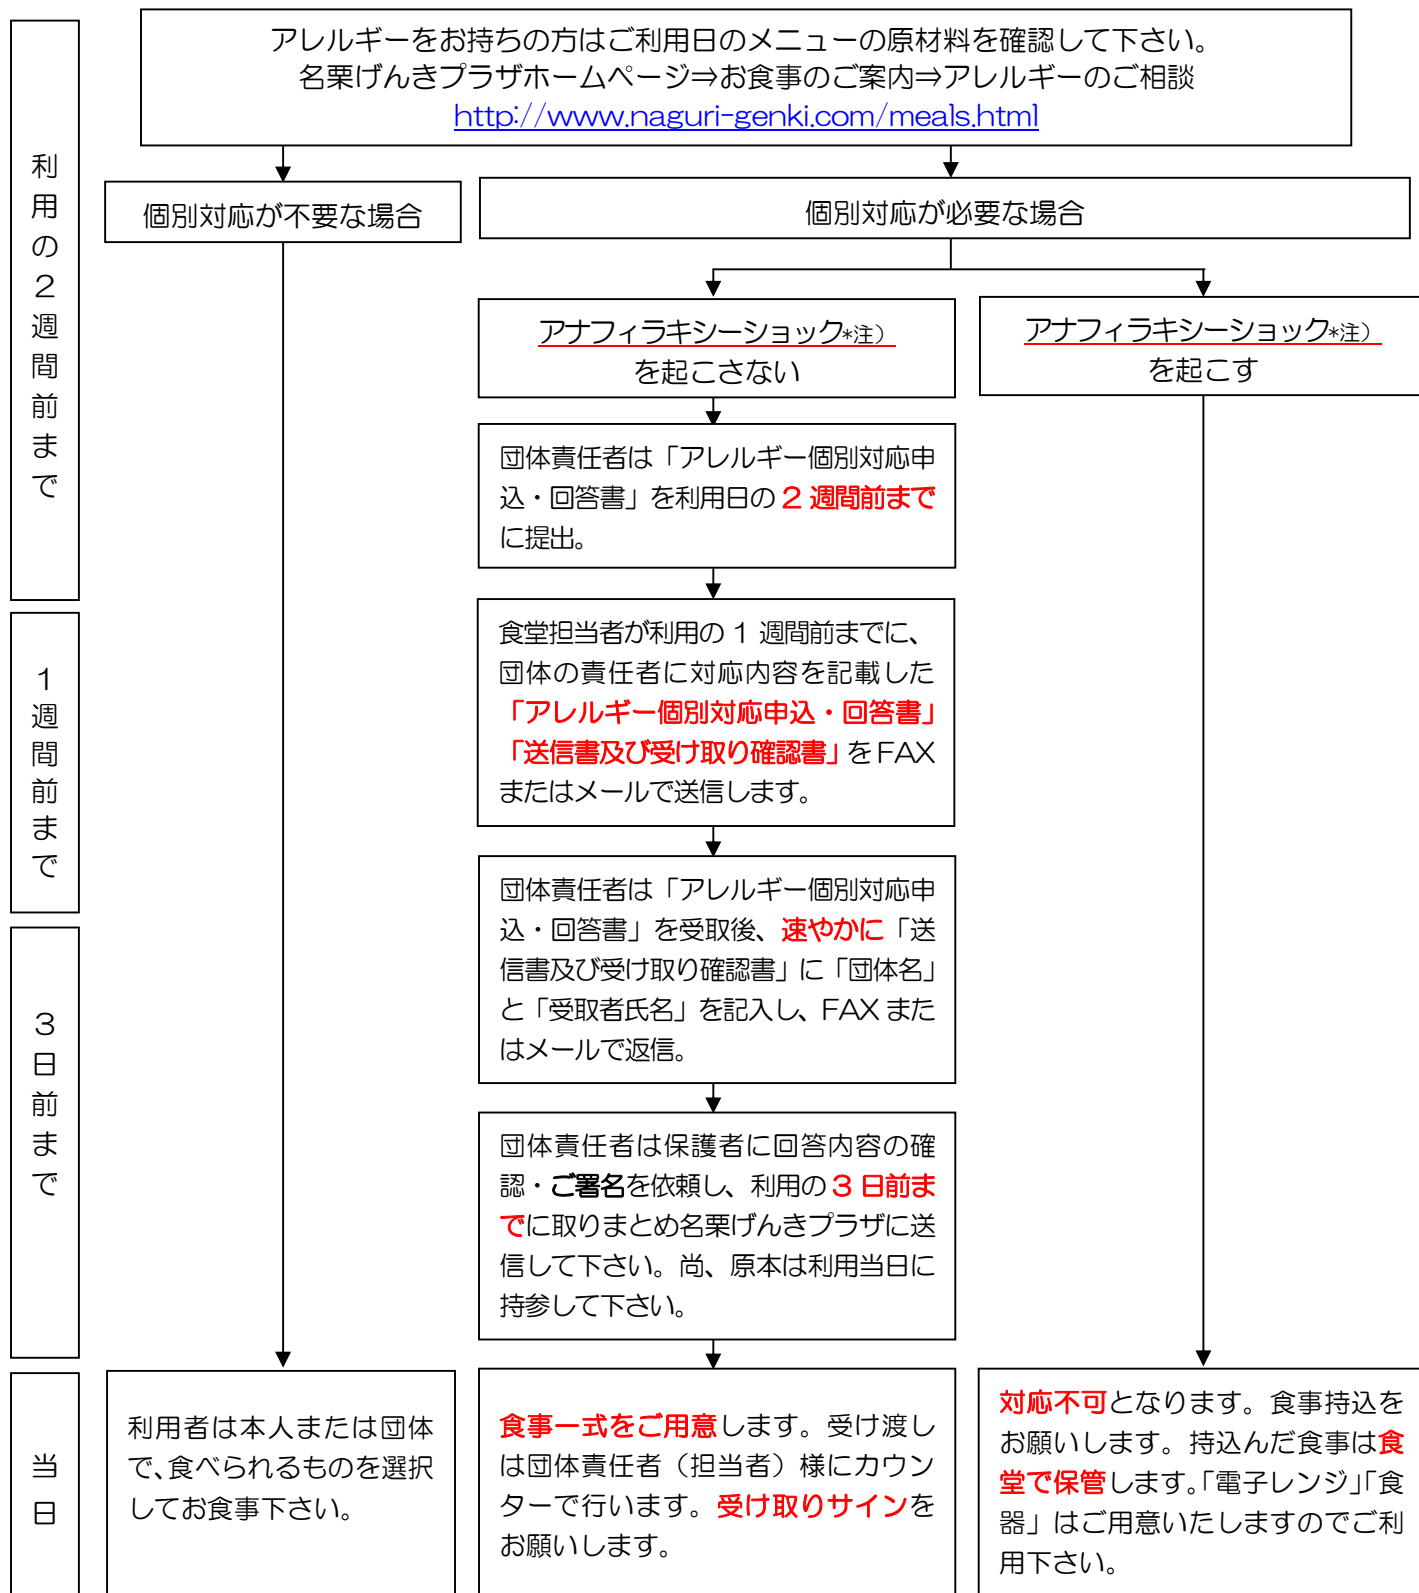 アレルギーをお持ちの方はご利用日のメニューの原材料を確認して下さい。
名栗げんきプラザホームページ⇒お食事のご案内⇒アレルギーのご相談
http://www.naguri-genki.com/meals.html
利用の２週間前まで
個別対応が不要な場合
個別対応が必要な場合
アナフィラキシーショック*注）
を起こさない
アナフィラキシーショック*注）
を起こす
団体責任者は「アレルギー個別対応申
込・回答書」を利用日の２週間前まで
に提出。
1週間前まで
食堂担当者が利用の 1 週間前までに、
団体の責任者に対応内容を記載した
「アレルギー個別対応申込・回答書」
「送信書及び受け取り確認書」をFAX
またはメールで送信します。
団体責任者は「アレルギー個別対応申
込・回答書」を受取後、速やかに「送
信書及び受け取り確認書」に「団体名」
と「受取者氏名」を記入し、FAX また
はメールで返信。
３日前まで
団体責任者は保護者に回答内容の確
認・ご署名を依頼し、利用の３日前ま
でに取りまとめ名栗げんきプラザに送
信して下さい。尚、原本は利用当日に
持参して下さい。
当日
利用者は本人または団体
で、食べられるものを選択
してお食事下さい。
食事一式をご用意します。受け渡し
は団体責任者（担当者）様にカウン
ターで行います。受け取りサインを
お願いします。
対応不可となります。食事持込を
お願いします。持込んだ食事は食
堂で保管します。「電子レンジ」「食
器」はご用意いたしますのでご利
用下さい。